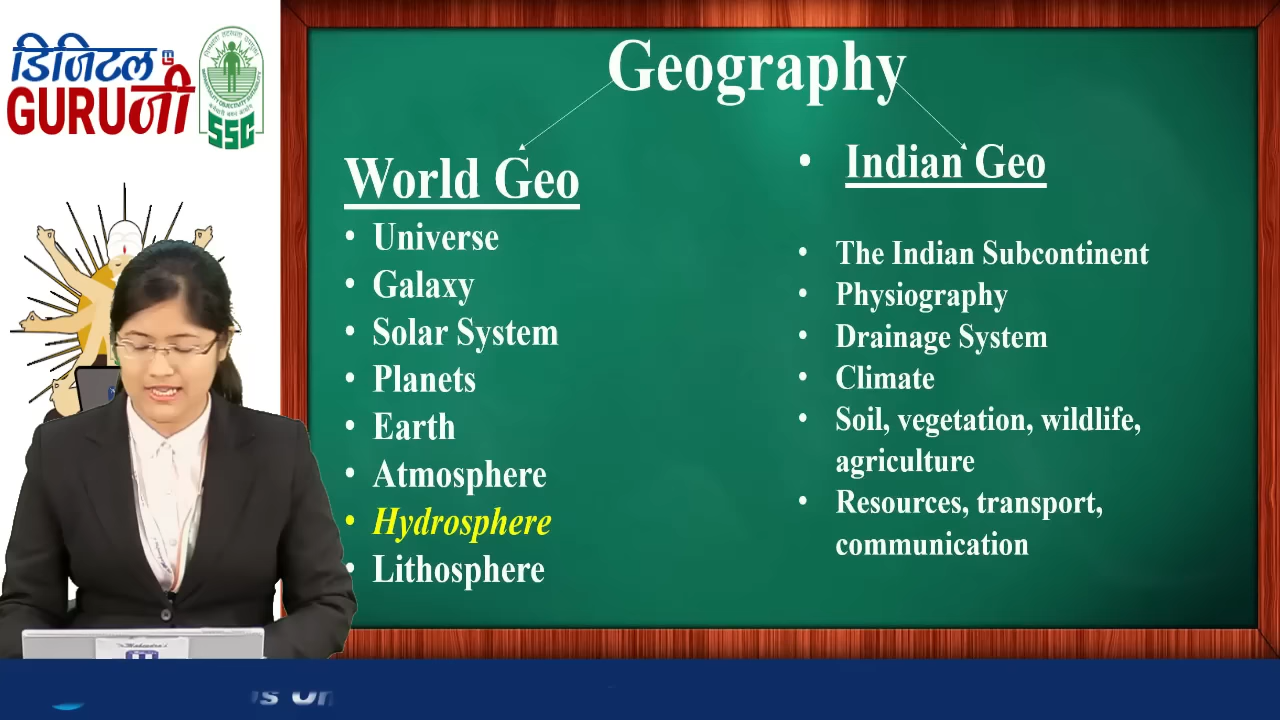 डिजिटल
GURUजी
SSC
Geography
World Geo
• Universe
• Galaxy
• Solar System
• Planets
• Earth
• Atmosphere
• Hydrosphere
• Lithosphere
• Indian Geo
• The Indian Subcontinent
• Physiography
• Drainage System
• Climate
• Soil, vegetation, wildlife,
agriculture
• Resources, transport,
communication